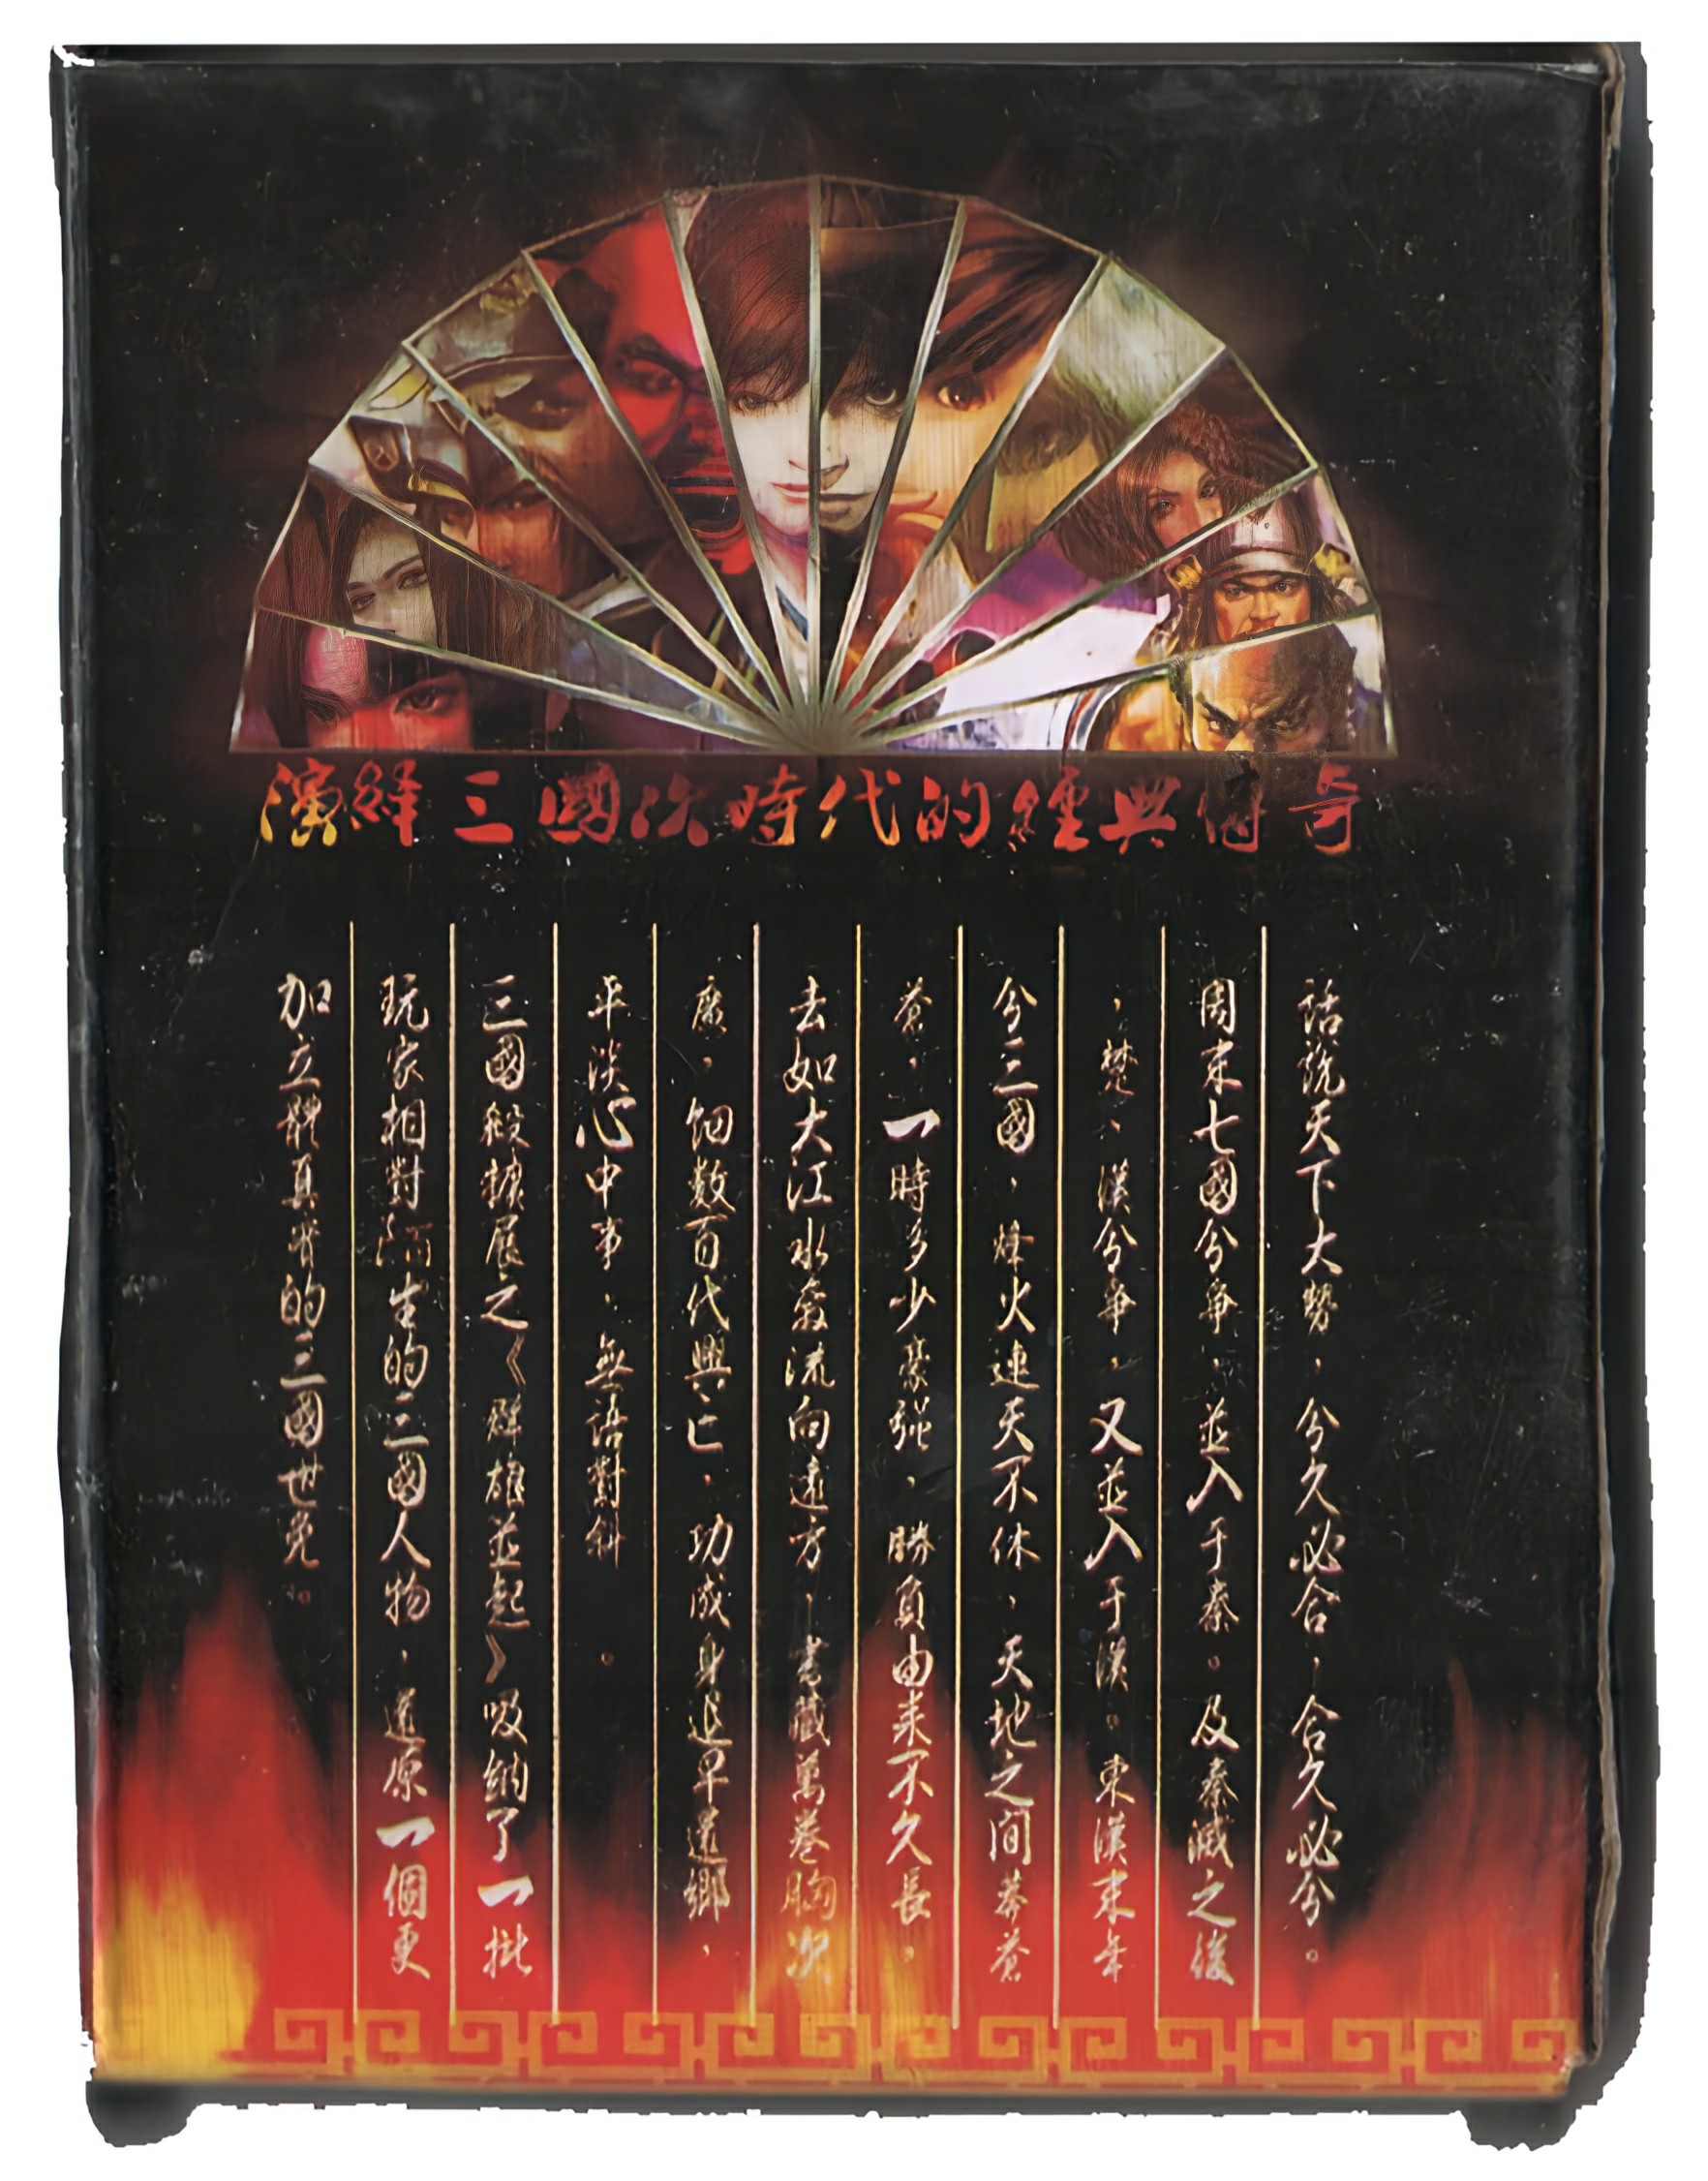 演繹三國次時代的經典傳奇
話說天下大勢，分久必合，合久必分。
周末七國分爭，並入于秦。及秦滅之後
，楚、漢分爭，又並入于漢。東漢末年
分三國，烽火連天不休，天地之間莽蒼
蒼，一時多少豪強，勝負由來不久長。
去如大江水奔流向遠方，書藏萬卷胸次
廣，細數百代興亡，功成身退早還鄉，
平淡心中事，無語對斜 。
三國殺擴展之《群雄並起》吸納了一批
玩家相對陌生的三國人物，還原一個更
加立體真實的三國世界。